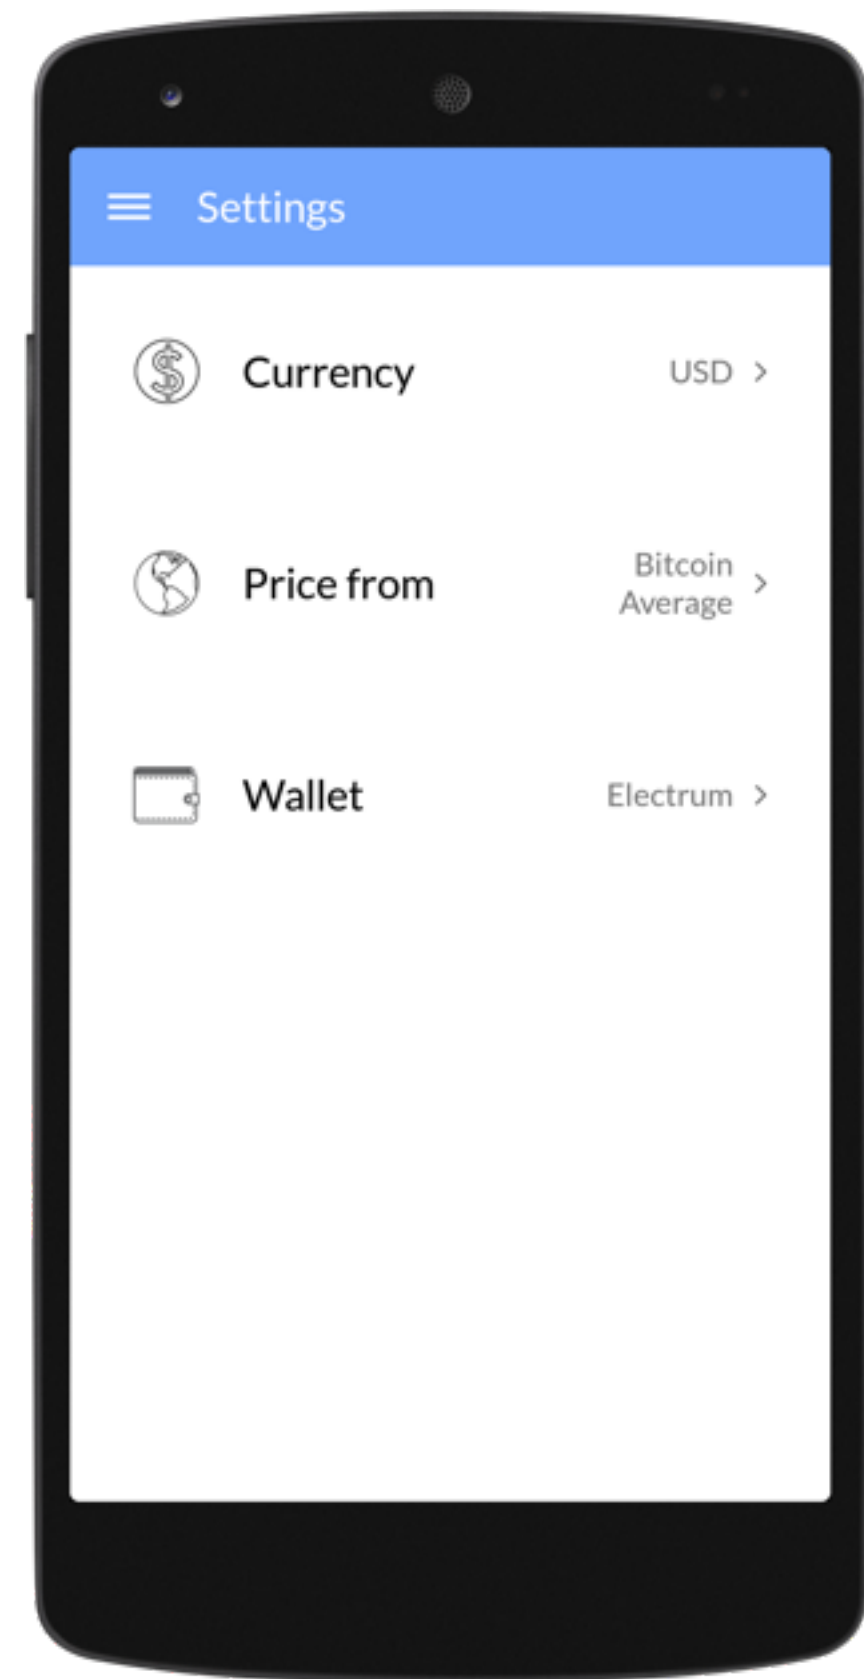 Settings
Currency
USD
Price from
Bitcoin
Average
Wallet
Electrum